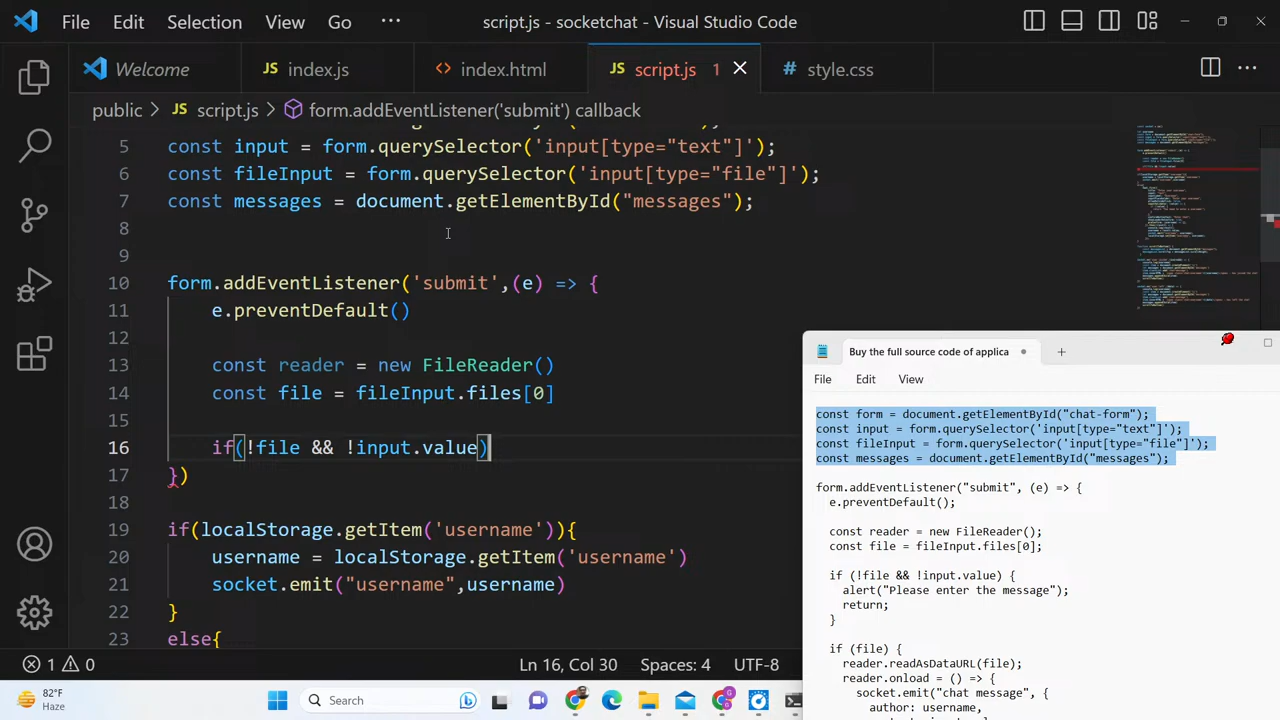 File Edit Selection View Go ··· script.js - socketchat - Visual Studio Code
Welcome JS index.js <> index.html JS script.js 1 # style.css ···
public > JS script.js > form.addEventListener('submit') callback
5 const input = form.querySelector('input[type="text"]');
6 const fileInput = form.querySelector('input[type="file"]');
7 const messages = document.getElementById("messages");
8
9
10 form.addEventListener('submit',(e) => {
11 e.preventDefault()
12
13 const reader = new FileReader()
14 const file = fileInput.files[0]
15
16 if(!file && !input.value)
17 })
18
19 if(localStorage.getItem('username')){
20 username = localStorage.getItem('username')
21 socket.emit("username",username)
22 }
23 else{
1 0 Ln 16, Col 30 Spaces: 4 UTF-8
Buy the full source code of applica
File Edit View
const form = document.getElementById("chat-form");
const input = form.querySelector('input[type="text"]');
const fileInput = form.querySelector('input[type="file"]');
const messages = document.getElementById("messages");
form.addEventListener("submit", (e) => {
e.preventDefault();
const reader = new FileReader();
const file = fileInput.files[0];
if (!file && !input.value) {
alert("Please enter the message");
return;
}
if (file) {
reader.readAsDataURL(file);
reader.onload = () => {
socket.emit("chat message", {
author: username,
82°F
Haze
Search